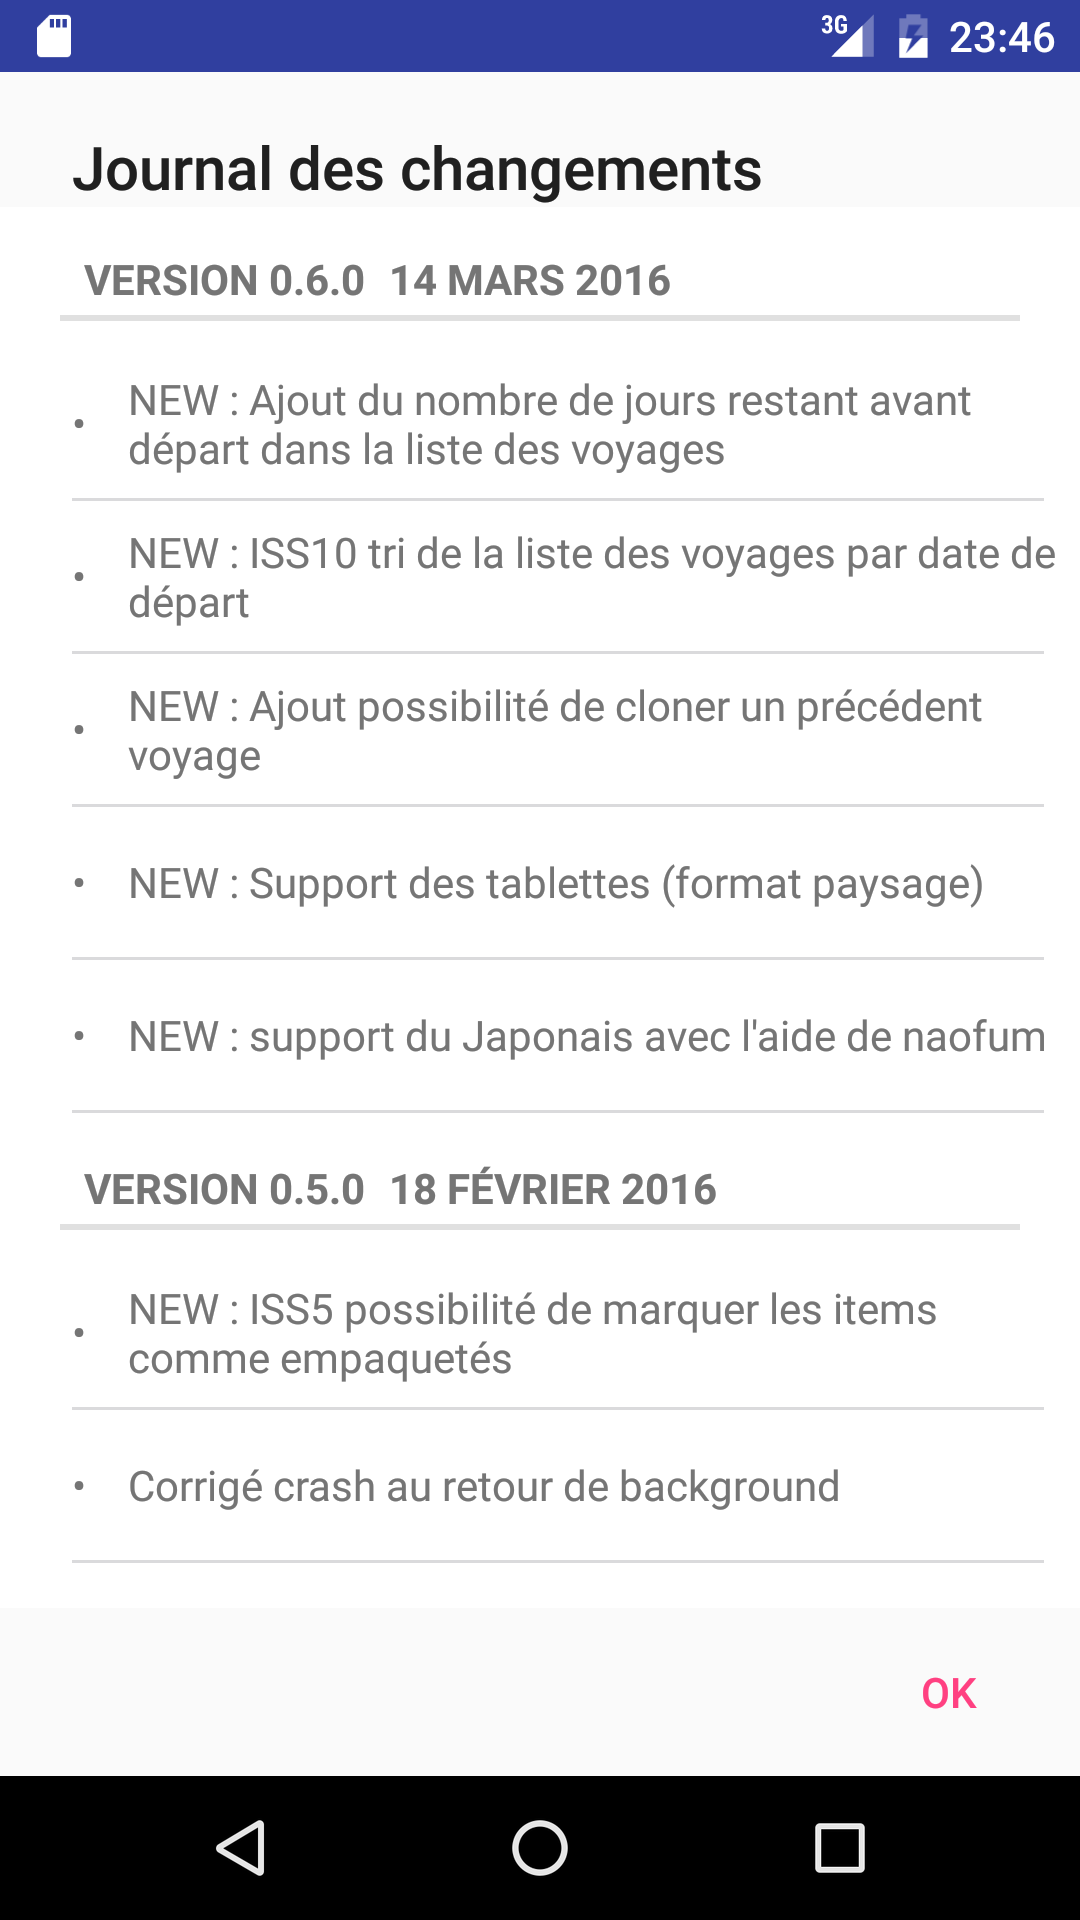 3G 23:46
Journal des changements
VERSION 0.6.0 14 MARS 2016
• NEW : Ajout du nombre de jours restant avant
départ dans la liste des voyages
• NEW : ISS10 tri de la liste des voyages par date de
départ
• NEW : Ajout possibilité de cloner un précédent
voyage
• NEW : Support des tablettes (format paysage)
• NEW : support du Japonais avec l'aide de naofum
VERSION 0.5.0 18 FÉVRIER 2016
• NEW : ISS5 possibilité de marquer les items
comme empaquetés
• Corrigé crash au retour de background
OK